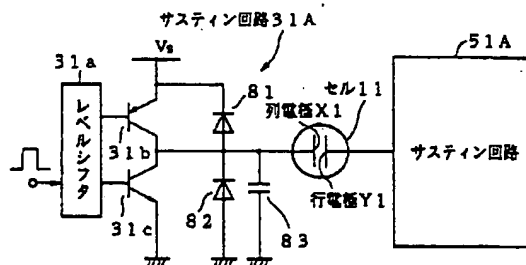 サスティン回路31A
31a
Vs
81
51A
セル11
列電極X1
レベルシフタ
31b
サスティン回路
31c
82
83
行電極Y1